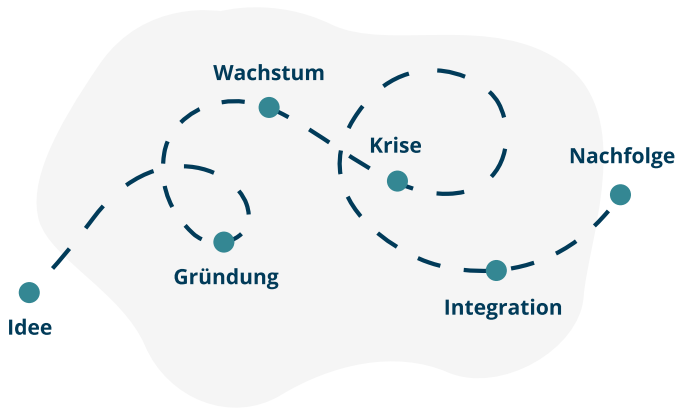 Wachstum
Krise
Nachfolge
Gründung
Integration
Idee